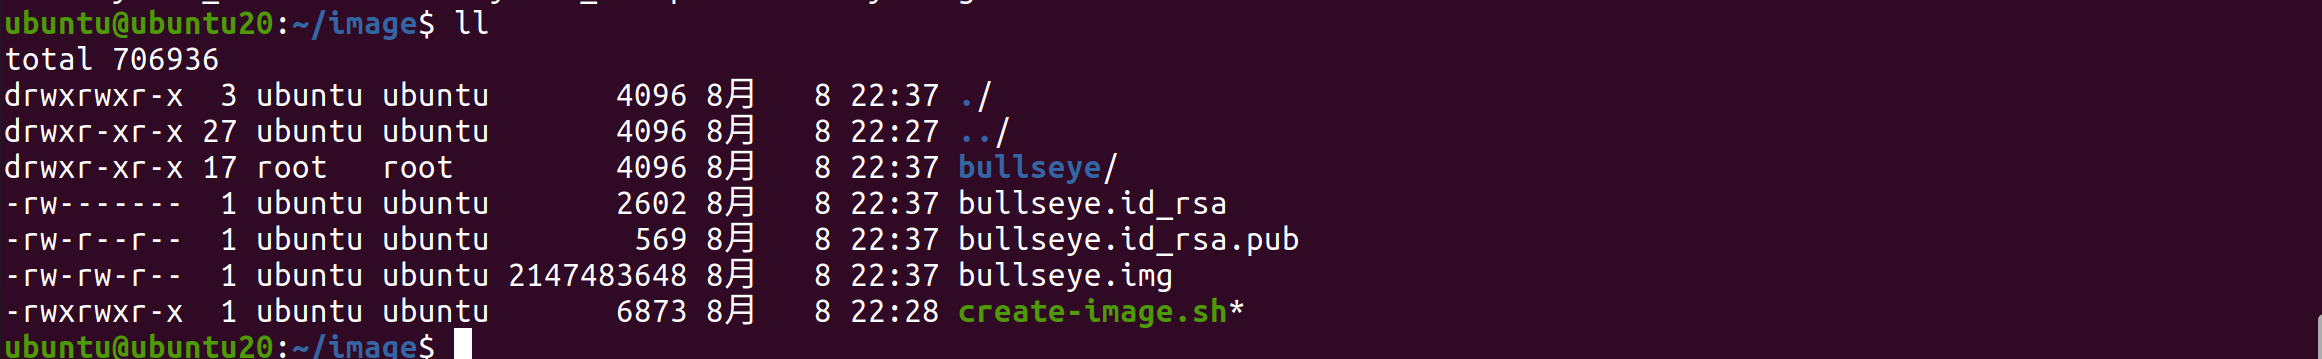 ubuntu@ubuntu20:~/image$ ll
total 706936
drwxrwxr-x  3 ubuntu ubuntu       4096 8月   8 22:37 ./
drwxr-xr-x 27 ubuntu ubuntu       4096 8月   8 22:27 ../
drwxr-xr-x 17 root   root         4096 8月   8 22:37 bullseye/
-rw-------  1 ubuntu ubuntu       2602 8月   8 22:37 bullseye.id_rsa
-rw-r--r--  1 ubuntu ubuntu        569 8月   8 22:37 bullseye.id_rsa.pub
-rw-rw-r--  1 ubuntu ubuntu 2147483648 8月   8 22:37 bullseye.img
-rwxrwxr-x  1 ubuntu ubuntu       6873 8月   8 22:28 create-image.sh*
ubuntu@ubuntu20:~/image$